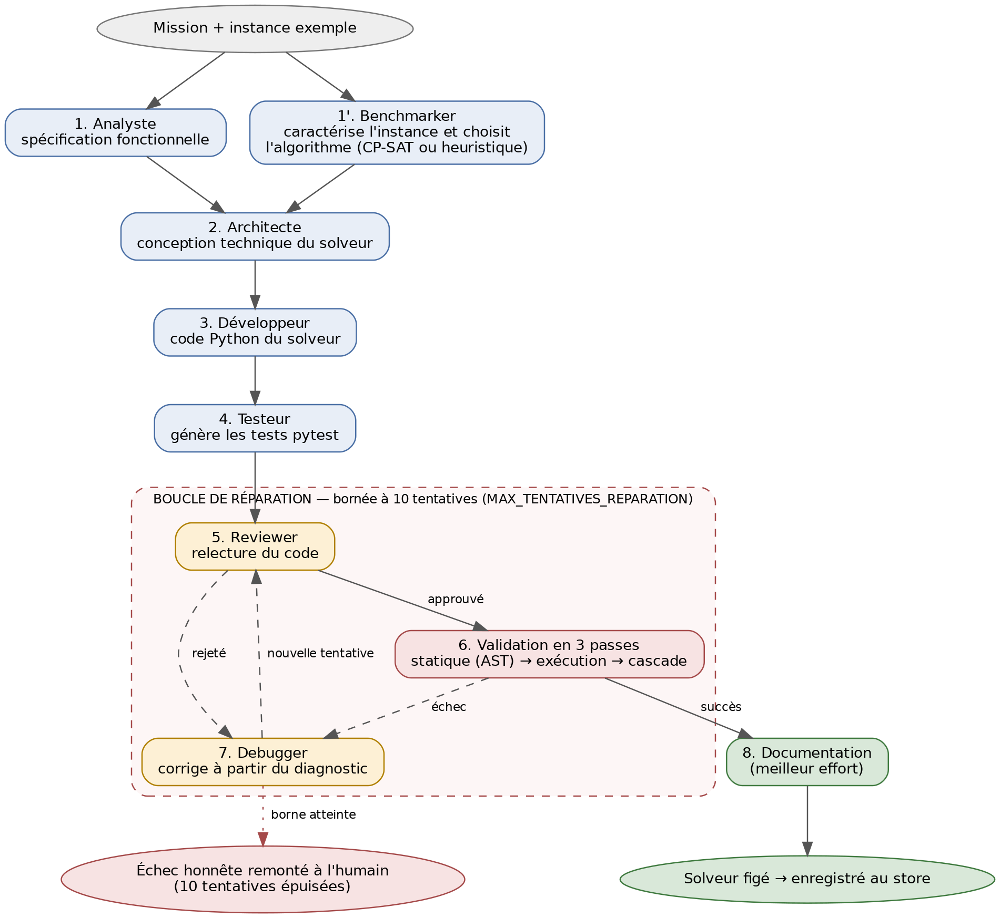 Mission + instance exemple
1. Analyste
spécification fonctionnelle
1'. Benchmarker
caractérise l'instance et choisit
l'algorithme (CP-SAT ou heuristique)
2. Architecte
conception technique du solveur
3. Développeur
code Python du solveur
4. Testeur
génère les tests pytest
BOUCLE DE RÉPARATION — bornée à 10 tentatives (MAX_TENTATIVES_REPARATION)
5. Reviewer
relecture du code
approuvé
rejeté
nouvelle tentative
6. Validation en 3 passes
statique (AST) → exécution → cascade
échec
succès
7. Debugger
corrige à partir du diagnostic
8. Documentation
(meilleur effort)
borne atteinte
Échec honnête remonté à l'humain
(10 tentatives épuisées)
Solveur figé → enregistré au store